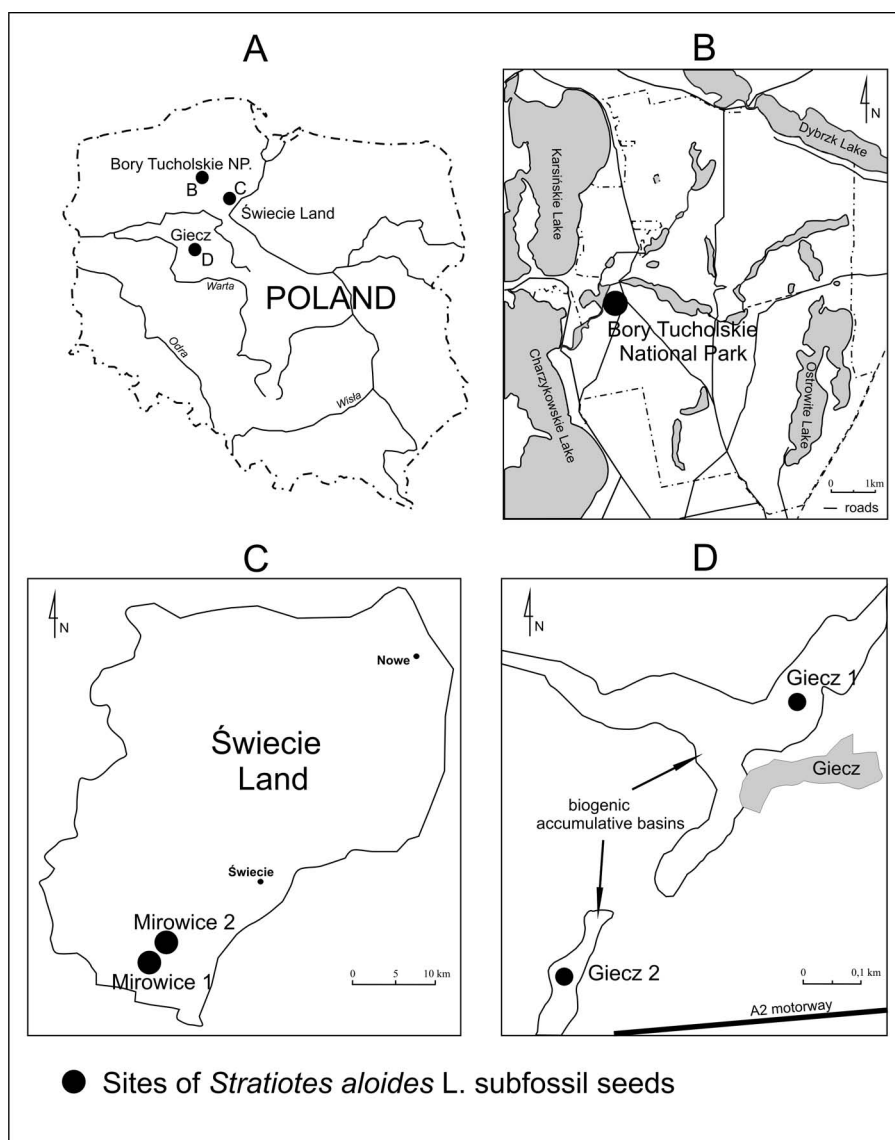 A
Bory Tucholskie NP.
B
C
Świecie Land
Giecz
D
Warta
POLAND
Odra
Wisła
B
N
Dybrzk Lake
Karsińskie Lake
Bory Tucholskie
National Park
Charzykowskie Lake
Ostrowite Lake
0 1km
roads
C
N
Nowe
Świecie
Land
Świecie
Mirowice 2
Mirowice 1
0 5 10 km
D
N
Giecz 1
Giecz
biogenic
accumulative basins
Giecz 2
0 0,1 km
A2 motorway
Sites of Stratiotes aloides L. subfossil seeds